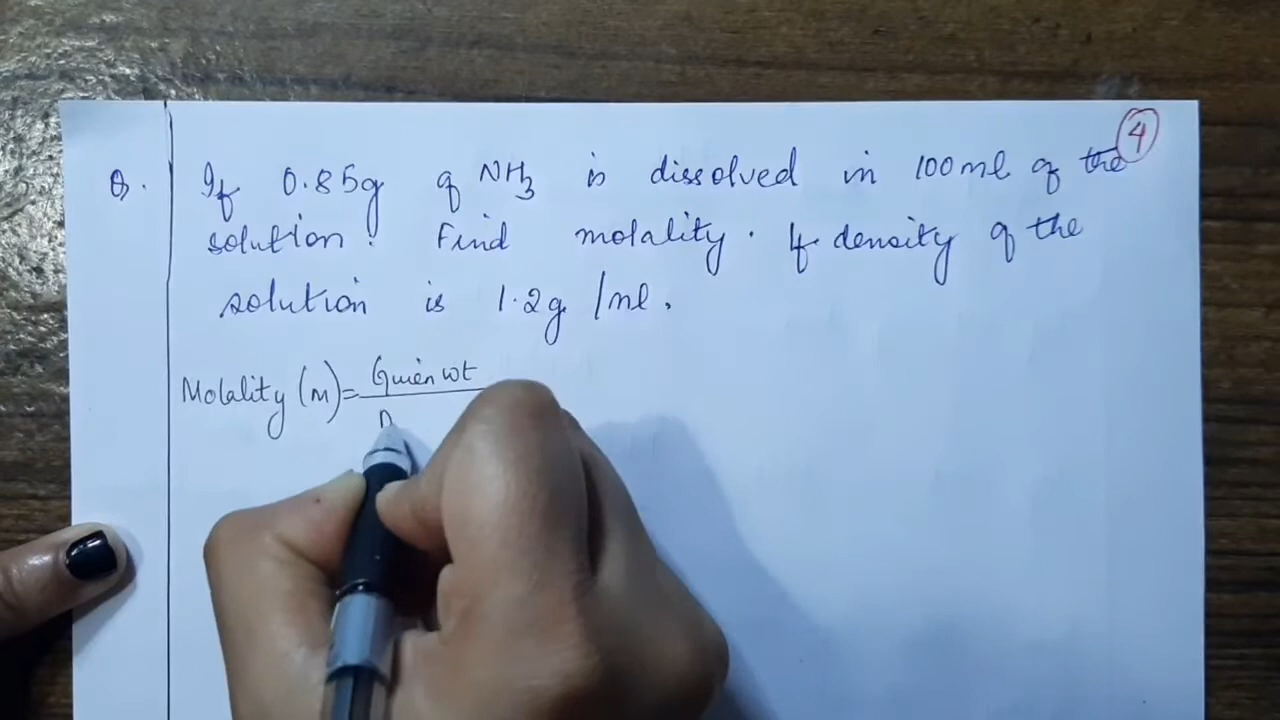 4
Q. If 0.85g of NH3 is dissolved in 100ml of the
solution. Find molality. If density of the
solution is 1.2g/ml.
Molality (m) = Given wt